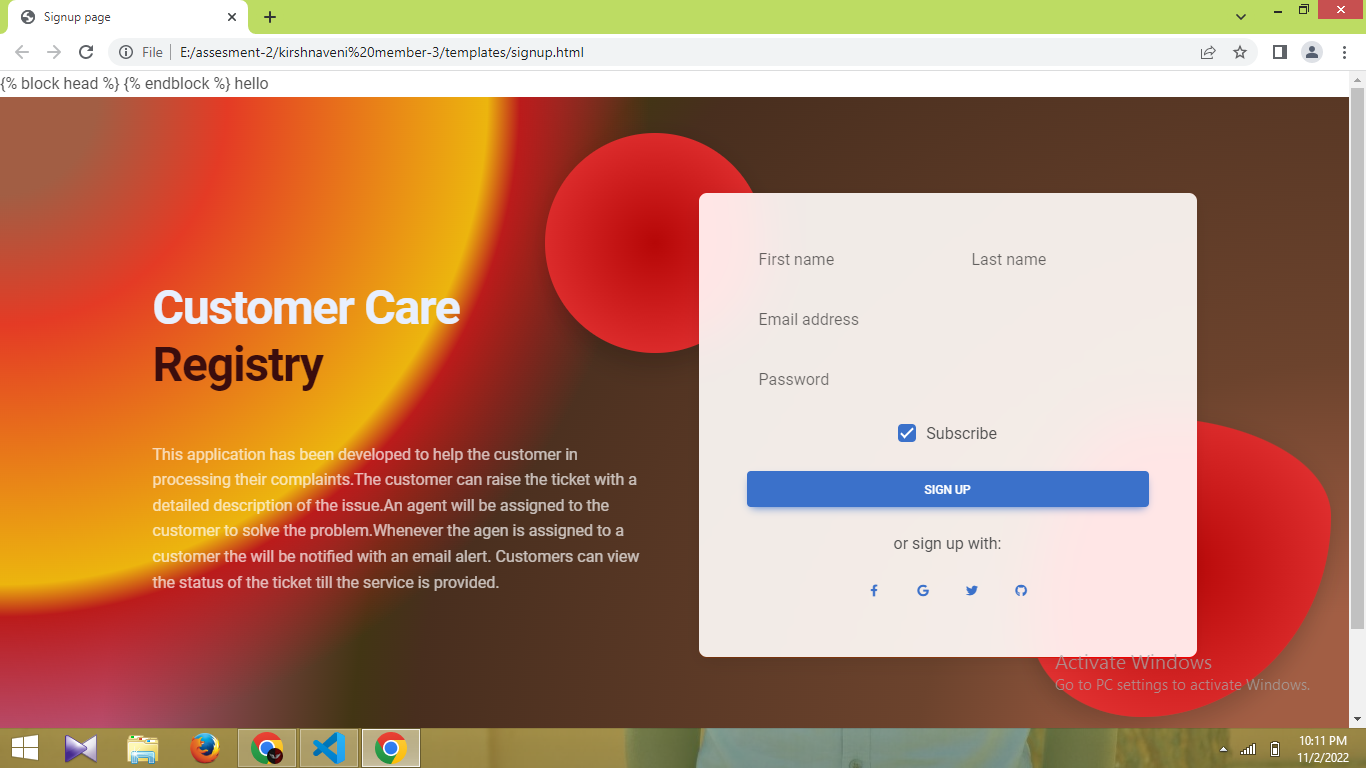 Signup page
File
E:/assesment-2/kirshnaveni%20member-3/templates/signup.html
{% block head %} {% endblock %} hello
Customer Care
Registry
This application has been developed to help the customer in
processing their complaints.The customer can raise the ticket with a
detailed description of the issue.An agent will be assigned to the
customer to solve the problem.Whenever the agen is assigned to a
customer the will be notified with an email alert. Customers can view
the status of the ticket till the service is provided.
First name
Last name
Email address
Password
Subscribe
SIGN UP
or sign up with:
Activate Windows
Go to PC settings to activate Windows.
10:11 PM
11/2/2022